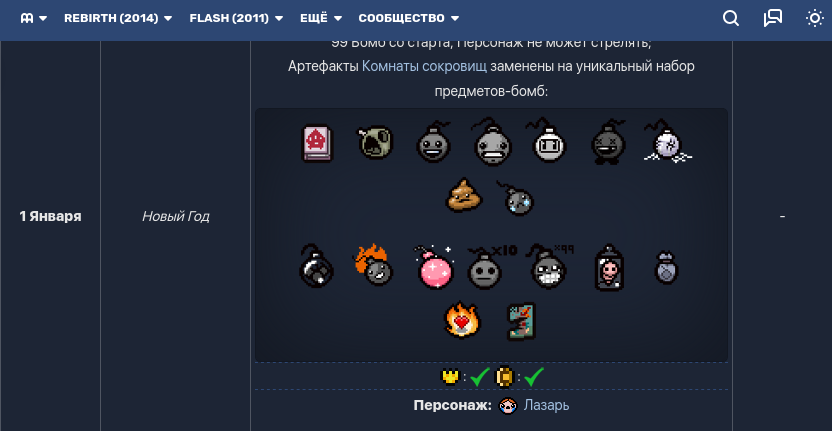 REBIRTH (2014) FLASH (2011) ЕЩЁ СООБЩЕСТВО
99 Бомб со старта; Персонаж не может стрелять;
Артефакты Комнаты сокровищ заменены на уникальный набор
предметов-бомб:
1 Января
Новый Год
-
x10
x99
: :
Персонаж: Лазарь